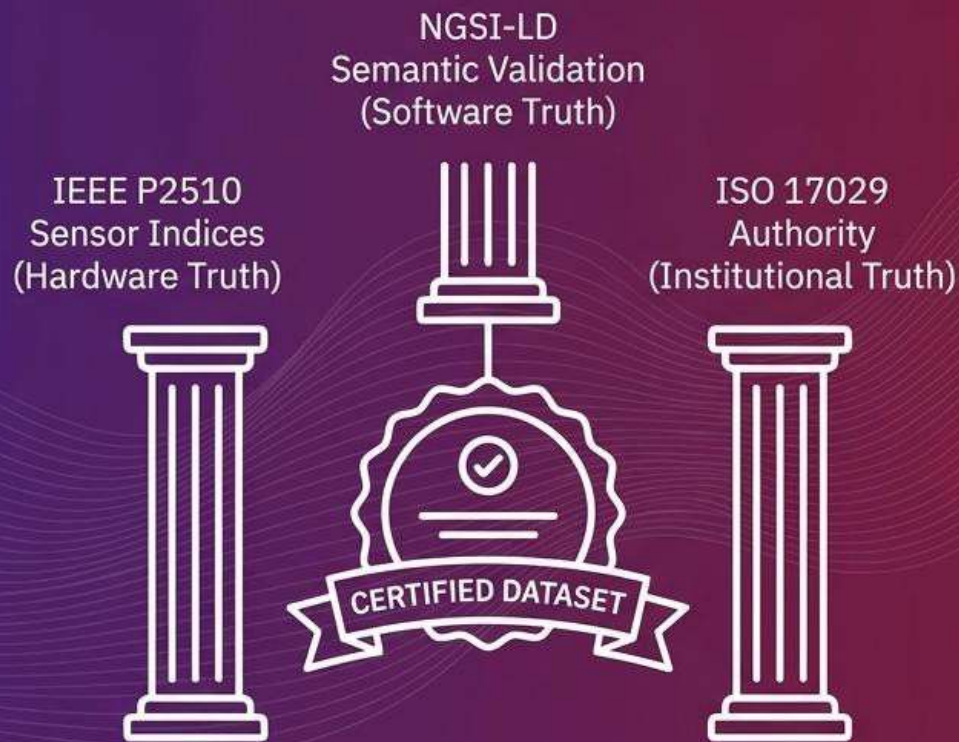 NGSI-LD
Semantic Validation
(Software Truth)
IEEE P2510
Sensor Indices
(Hardware Truth)
ISO 17029
Authority
(Institutional Truth)
CERTIFIED DATASET